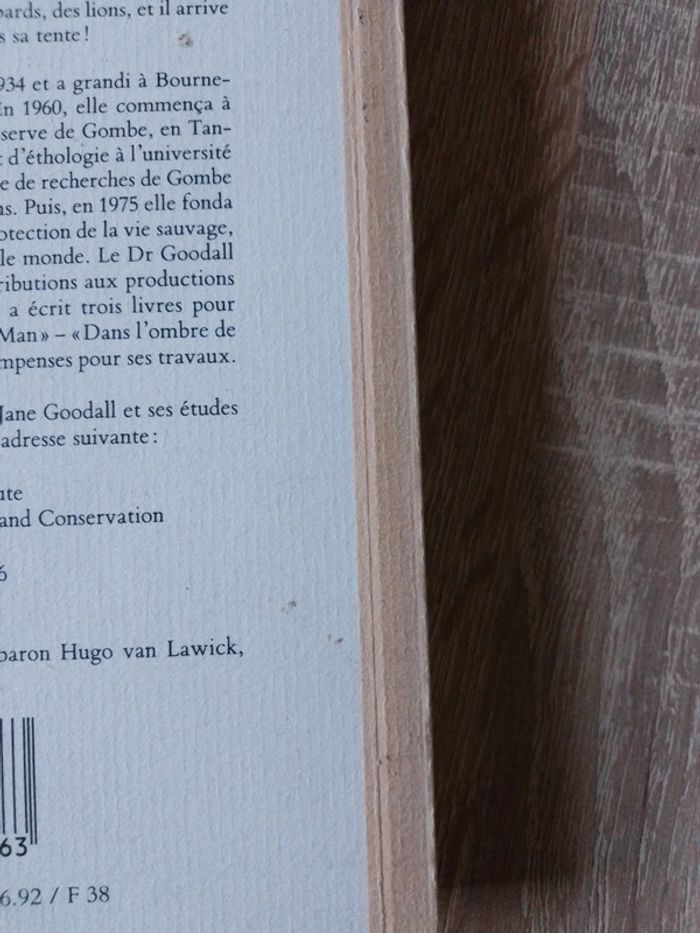 des lions, et il arrive
sa tente !
934 et a grandi à Bourne-
En 1960, elle commença à
serve de Gombe, en Tan-
d'éthologie à l'université
e de recherches de Gombe
ns. Puis, en 1975 elle fonda
otection de la vie sauvage,
le monde. Le Dr Goodall
ributions aux productions
a écrit trois livres pour
Man» – «Dans l'ombre de
mpenses pour ses travaux.
Jane Goodall et ses études
adresse suivante :
ute
and Conservation
6
baron Hugo van Lawick,
63
6.92 / F 38